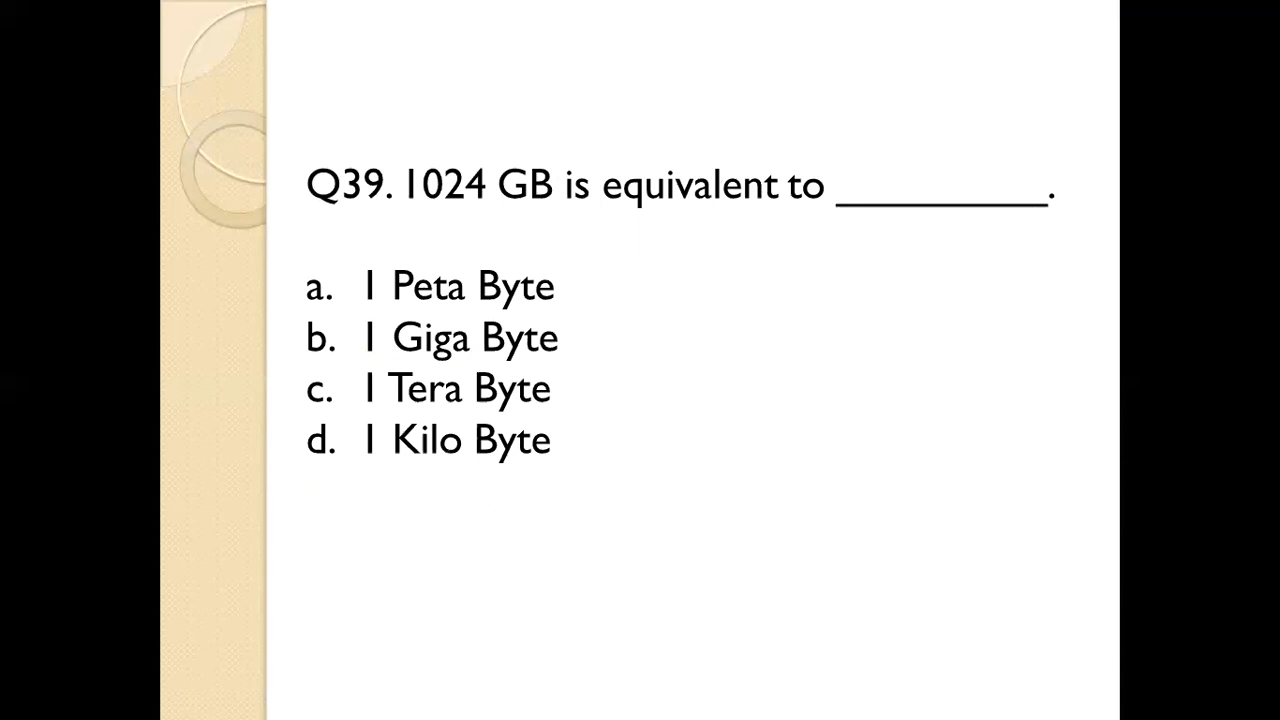 Q39. 1024 GB is equivalent to __________.
a. 1 Peta Byte
b. 1 Giga Byte
c. 1 Tera Byte
d. 1 Kilo Byte